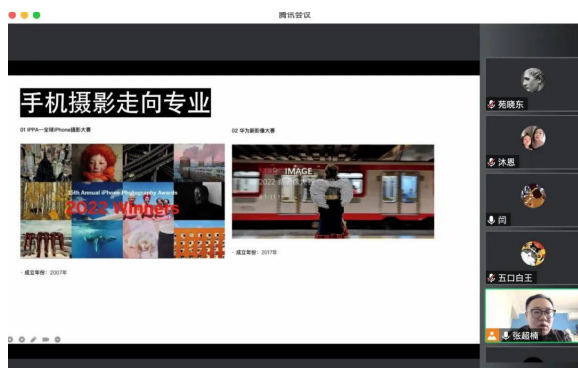 腾讯会议
手机摄影走向专业
01 IPPA—全球iPhone摄影大赛
02 华为新影像大赛
15th Annual iPhone Photography Awards
2022 Winners
IMAGE
2022
· 成立年份：2007年
· 成立年份：2017年
苑晓东
沐恩
闫
五口白王
张超楠